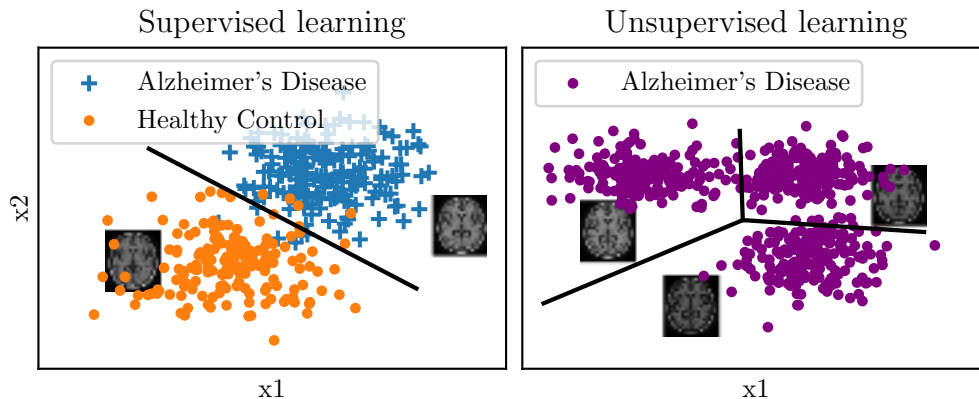 Supervised learning
Alzheimer's Disease
Healthy Control
x2
x1
Unsupervised learning
Alzheimer's Disease
x1